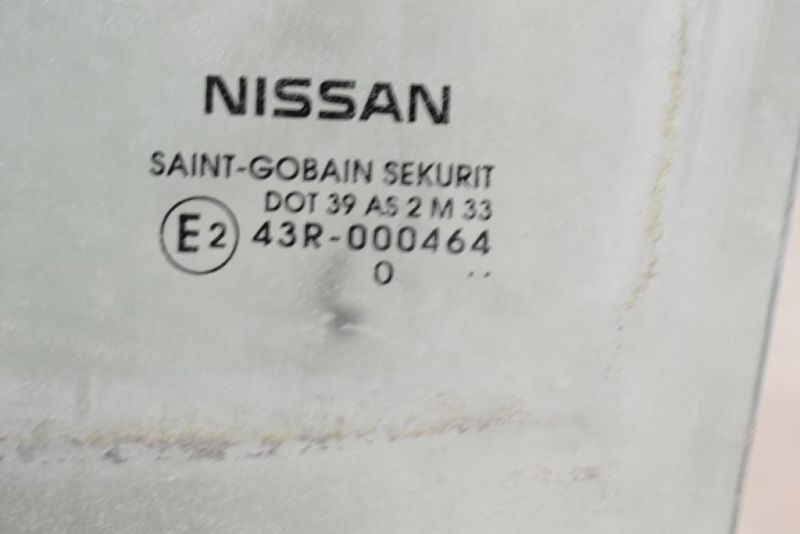 NISSAN
SAINT-GOBAIN SEKURIT
DOT 39 AS 2 M 33
E2 43R-000464
0 ..